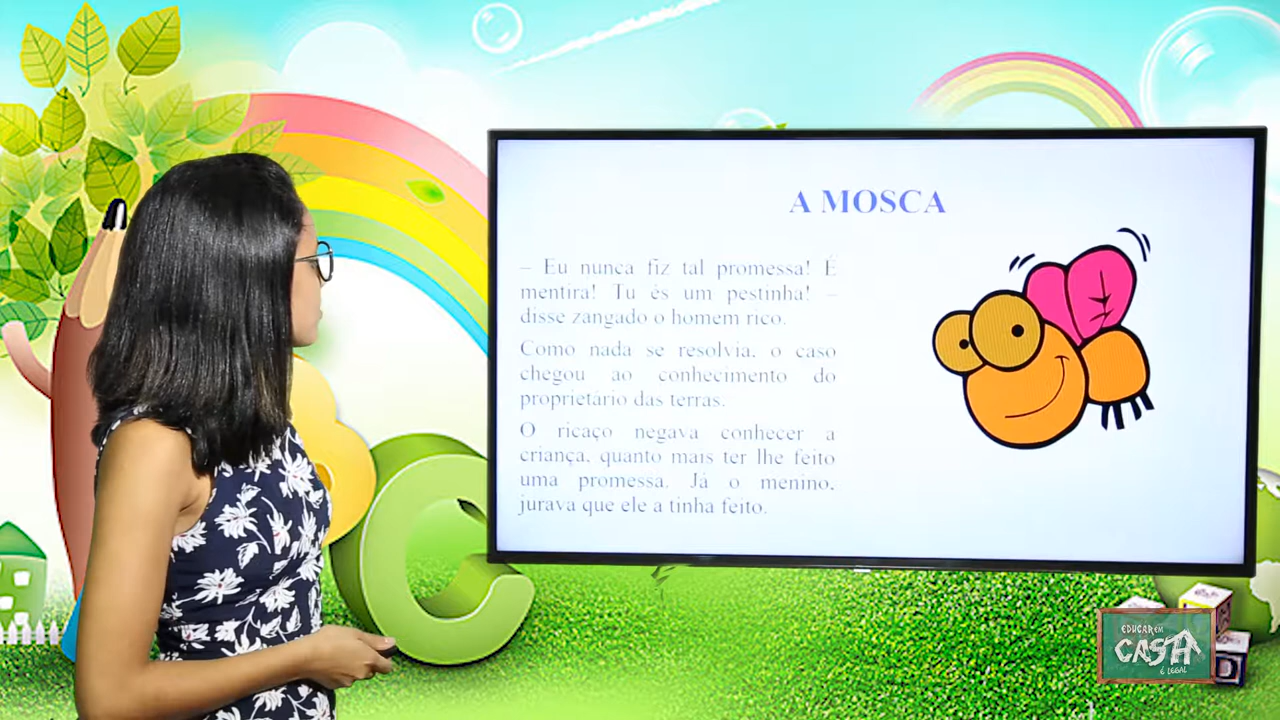 A MOSCA
– Eu nunca fiz tal promessa! É
mentira! Tu és um pestinha! –
disse zangado o homem rico.
Como nada se resolvia, o caso
chegou ao conhecimento do
proprietário das terras.
O ricaço negava conhecer a
criança, quanto mais ter lhe feito
uma promessa. Já o menino,
jurava que ele a tinha feito.
C
EDUCAR EM
CASA
É LEGAL
D